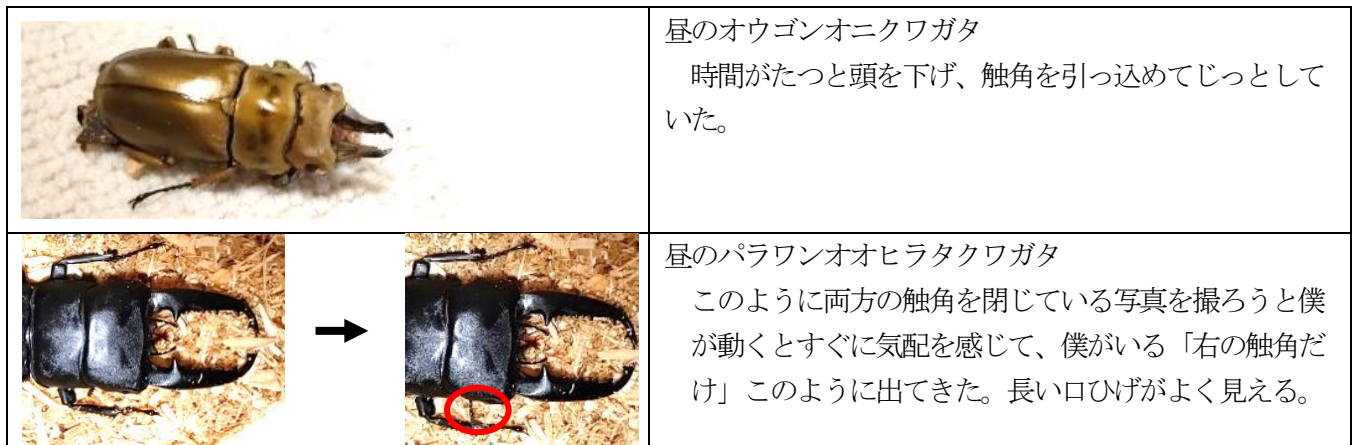 昼のオウゴンオニクワガタ
時間がたつと頭を下げ、触角を引っ込めてじっとして
いた。
昼のパラワンオオヒラタクワガタ
このように両方の触角を閉じている写真を撮ろうと僕
が動くとすぐに気配を感じて、僕がいる「右の触角だ
け」このように出てきた。長い口ひげがよく見える。